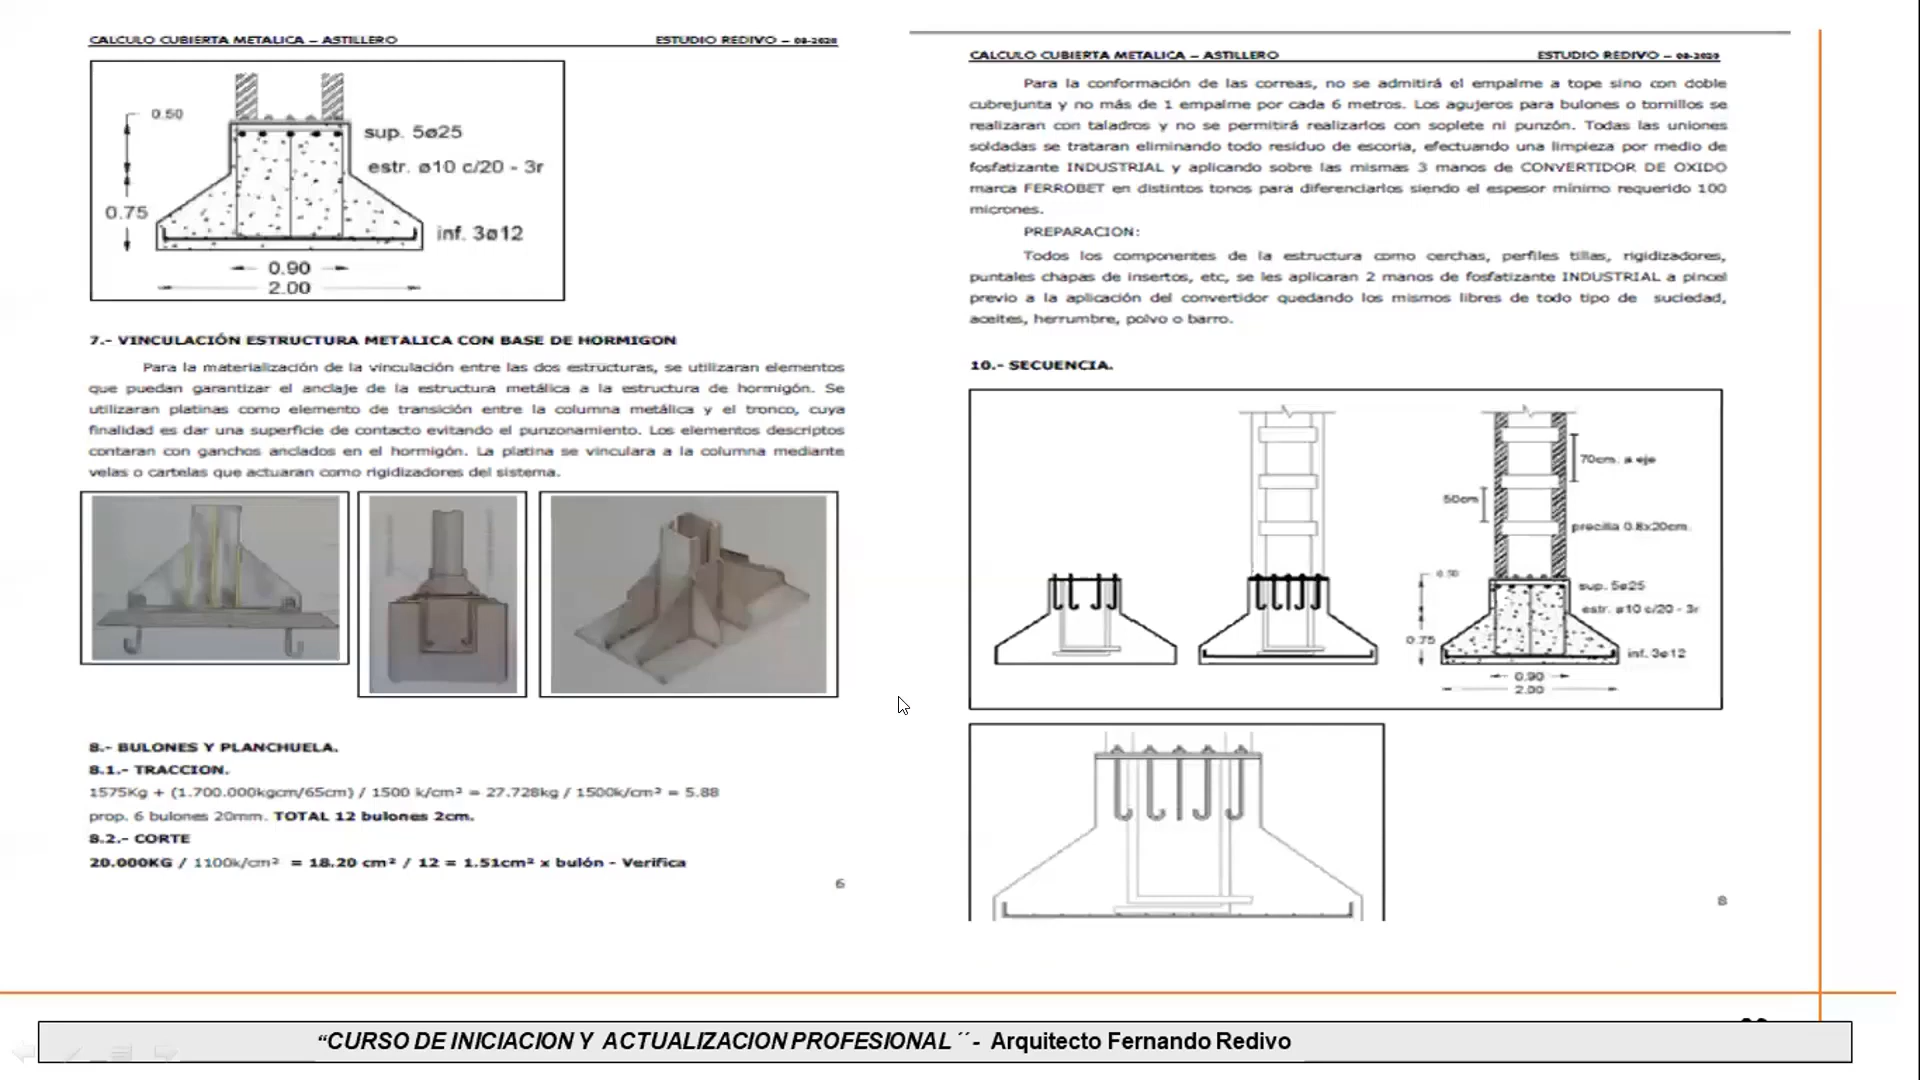 CALCULO CUBIERTA METALICA – ASTILLERO ESTUDIO REDIVO – 08-2020
0.50
sup. 5ø25
estr. ø10 c/20 - 3r
0.75
inf. 3ø12
0.90
2.00
7.- VINCULACIÓN ESTRUCTURA METALICA CON BASE DE HORMIGON
Para la materialización de la vinculación entre las dos estructuras, se utilizaran elementos
que puedan garantizar el anclaje de la estructura metálica a la estructura de hormigón. Se
utilizaran platinas como elemento de transición entre la columna metálica y el tronco, cuya
finalidad es dar una superficie de contacto evitando el punzonamiento. Los elementos descriptos
contaran con ganchos anclados en el hormigón. La platina se vinculara a la columna mediante
velas o cartelas que actuaran como rigidizadores del sistema.
8.- BULONES Y PLANCHUELA.
8.1.- TRACCION.
1575Kg + (1.700.000kgcm/65cm) / 1500 k/cm² = 27.728kg / 1500k/cm² = 5.88
prop. 6 bulones 20mm. TOTAL 12 bulones 2cm.
8.2.- CORTE
20.000KG / 1100k/cm² = 18.20 cm² / 12 = 1.51cm² x bulón - Verifica
6
CALCULO CUBIERTA METALICA – ASTILLERO ESTUDIO REDIVO – 08-2020
Para la conformación de las correas, no se admitirá el empalme a tope sino con doble
cubrejunta y no más de 1 empalme por cada 6 metros. Los agujeros para bulones o tornillos se
realizaran con taladros y no se permitirá realizarlos con soplete ni punzón. Todas las uniones
soldadas se trataran eliminando todo residuo de escoria, efectuando una limpieza por medio de
fosfatizante INDUSTRIAL y aplicando sobre las mismas 3 manos de CONVERTIDOR DE OXIDO
marca FERROBET en distintos tonos para diferenciarlos siendo el espesor mínimo requerido 100
micrones.
PREPARACION:
Todos los componentes de la estructura como cerchas, perfiles tillas, rigidizadores,
puntales chapas de insertos, etc, se les aplicaran 2 manos de fosfatizante INDUSTRIAL a pincel
previo a la aplicación del convertidor quedando los mismos libres de todo tipo de suciedad,
aceites, herrumbre, polvo o barro.
10.- SECUENCIA.
70cm. a eje
50cm
precilla 0.8x20cm.
0.50
sup. 5ø25
estr. ø10 c/20 - 3r
0.75
inf. 3ø12
0.90
2.00
8
“CURSO DE INICIACION Y ACTUALIZACION PROFESIONAL ´´ - Arquitecto Fernando Redivo